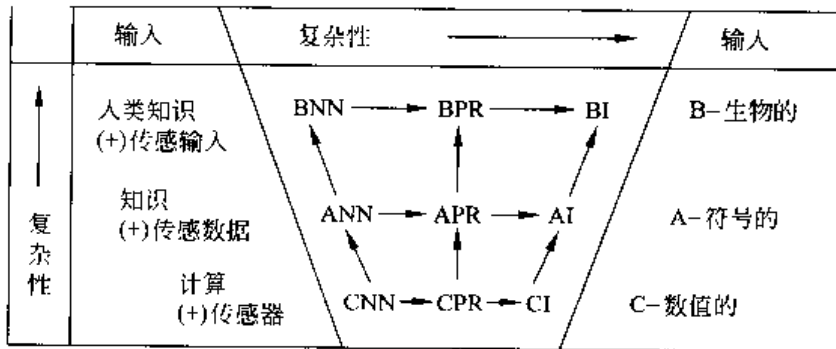 输入 复杂性 输入
人类知识 BNN BPR BI B-生物的
(+)传感输入
知识 ANN APR AI A-符号的
(+)传感数据
计算 CNN CPR CI C-数值的
(+)传感器
复杂性